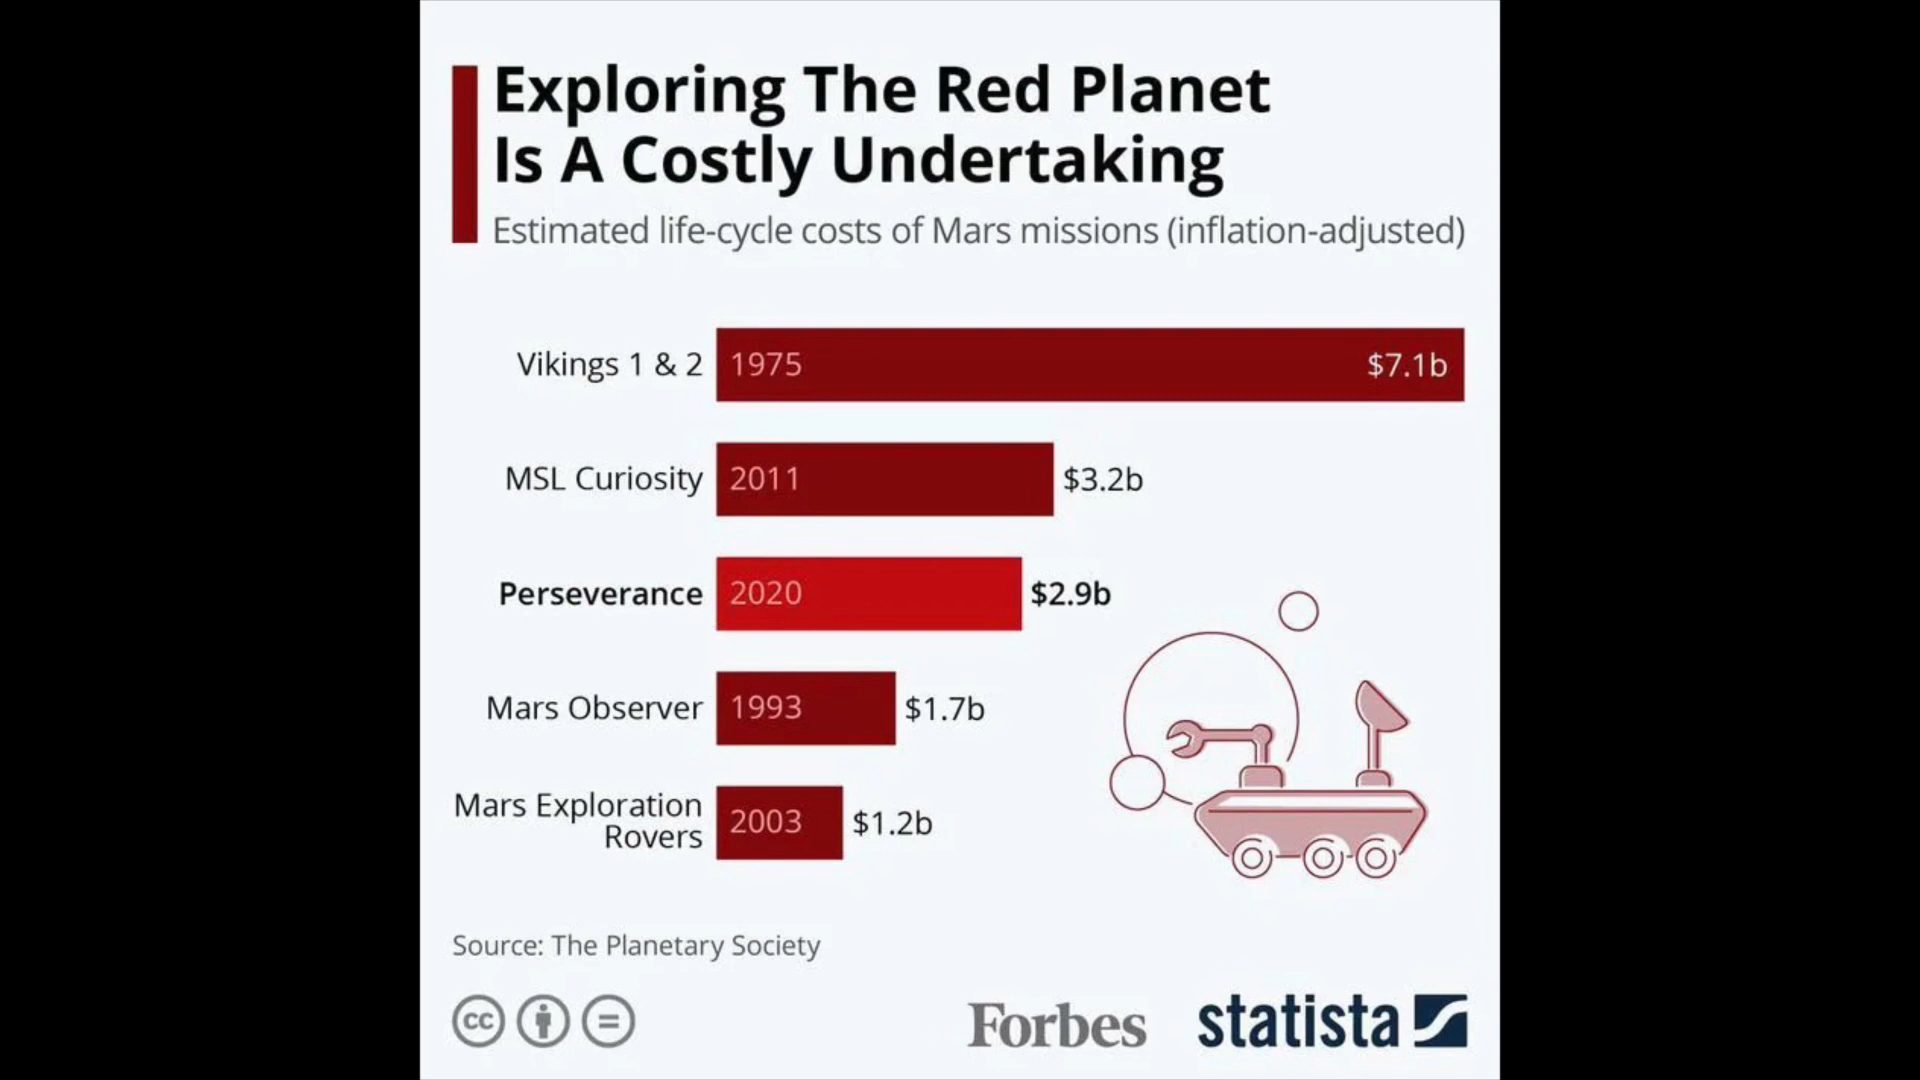 Exploring The Red Planet
Is A Costly Undertaking
Estimated life-cycle costs of Mars missions (inflation-adjusted)
Vikings 1 & 2 1975 $7.1b
MSL Curiosity 2011 $3.2b
Perseverance 2020 $2.9b
Mars Observer 1993 $1.7b
Mars Exploration
Rovers 2003 $1.2b
Source: The Planetary Society
cc = Forbes statista